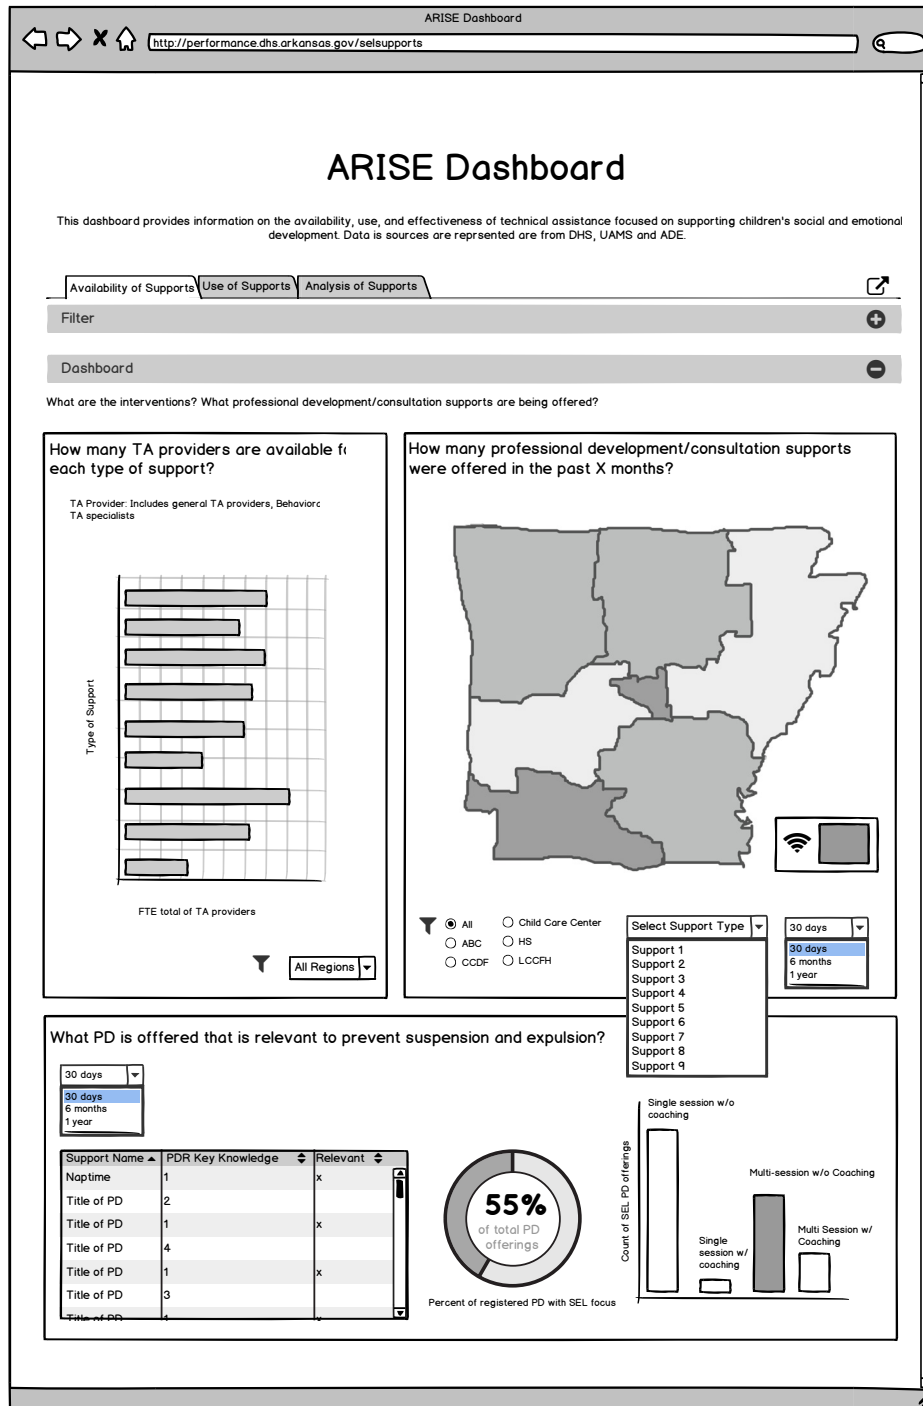 ARISE Dashboard
http://performance.dhs.arkansas.gov/selsupports
ARISE Dashboard
This dashboard provides information on the availability, use, and effectiveness of technical assistance focused on supporting children's social and emotional
development. Data is sources are reprsented are from DHS, UAMS and ADE.
Availability of Supports
Use of Supports
Analysis of Supports
Filter
Dashboard
What are the interventions? What professional development/consultation supports are being offered?
How many TA providers are available fo
each type of support?
TA Provider: Includes general TA providers, Behaviorc
TA specialists
Type of Support
FTE total of TA providers
All Regions
How many professional development/consultation supports
were offered in the past X months?
All
ABC
CCDF
Child Care Center
HS
LCCFH
Select Support Type
Support 1
Support 2
Support 3
Support 4
Support 5
Support 6
Support 7
Support 8
Support 9
30 days
30 days
6 months
1 year
What PD is offfered that is relevant to prevent suspension and expulsion?
30 days
30 days
6 months
1 year
Support Name PDR Key Knowledge Relevant
Naptime 1 x
Title of PD 2
Title of PD 1 x
Title of PD 4
Title of PD 1 x
Title of PD 3
Title of PD 1 x
55%
of total PD
offerings
Percent of registered PD with SEL focus
Count of SEL PD offerings
Single session w/o
coaching
Single
session w/
coaching
Multi-session w/o Coaching
Multi Session w/
Coaching